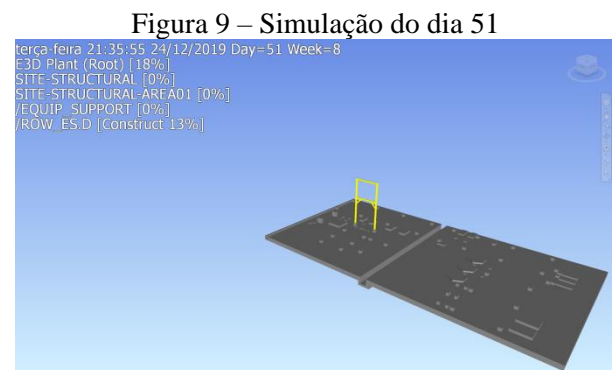 Figura 9 – Simulação do dia 51
terça-feira 21:35:55 24/12/2019 Day=51 Week=8
E3D Plant (Root) [18%]
SITE-STRUCTURAL [0%]
SITE-STRUCTURAL-AREA01 [0%]
/EQUIP_SUPPORT [0%]
/ROW_ES.D [Construct 13%]